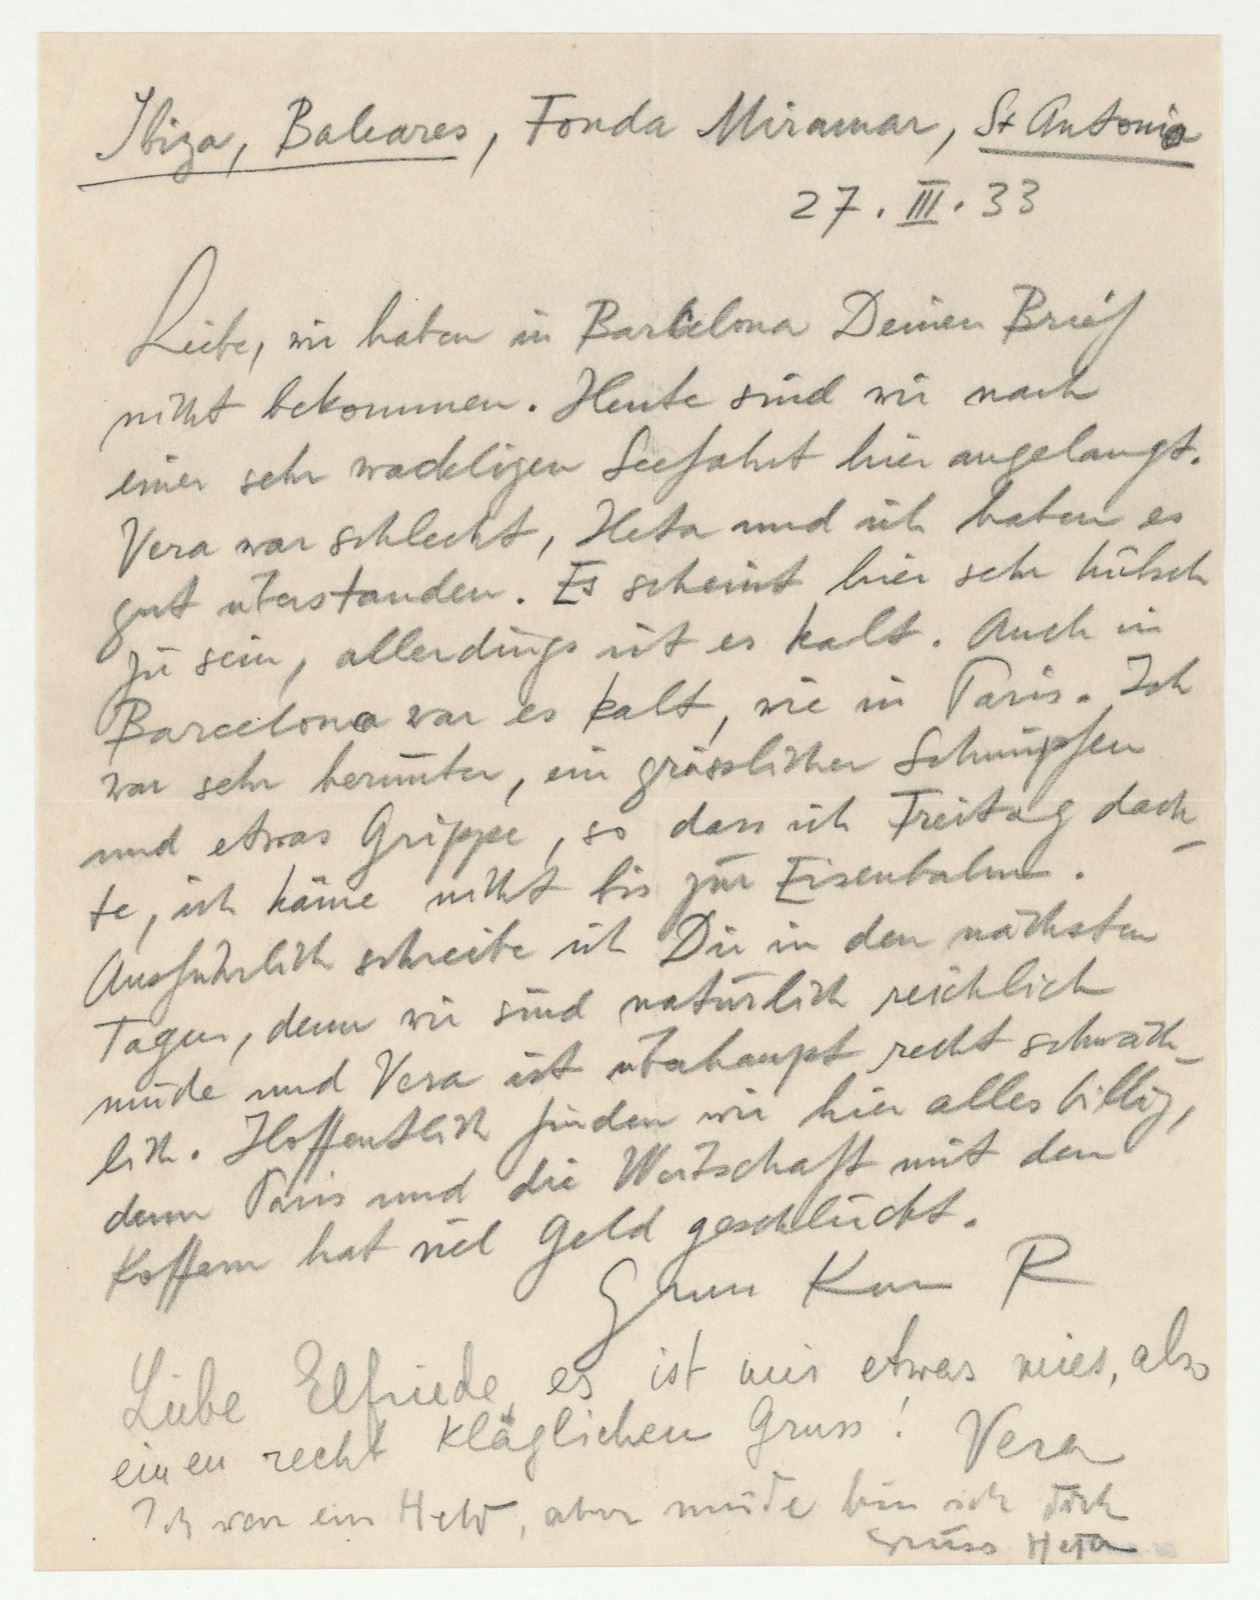 Ibiza, Baleares, Fonda Miramar, St Antonio
27. III. 33
Liebe, wir haben in Barcelona Deinen Brief
nicht bekommen. Heute sind wir nach
einer sehr wackligen Seefahrt hier angelangt.
Vera war schlecht, Heta und ich haben es
gut überstanden. Es scheint hier sehr hübsch
zu sein, allerdings ist es kalt. Auch in
Barcelona war es kalt, wie in Paris. Ich
war sehr herunter, ein grässlicher Schnupfen
und etwas Grippe, so dass ich Freitag dach-
te, ich käme nicht bis zur Eisenbahn.
Ausführlich schreibe ich Dir in den nächsten
Tagen, denn wir sind natürlich reichlich
müde und Vera ist überhaupt recht schwäch-
lich. Hoffentlich finden wir hier alles billig,
denn Paris und die Wirtschaft mit den
Koffern hat viel Geld geschluckt.
Gruss Kuss R
Liebe Elfriede, es ist mir etwas mies, also
einen recht kläglichen Gruss! Vera
Ich war ein Held, aber müde bin ich doch
Gruss Heta